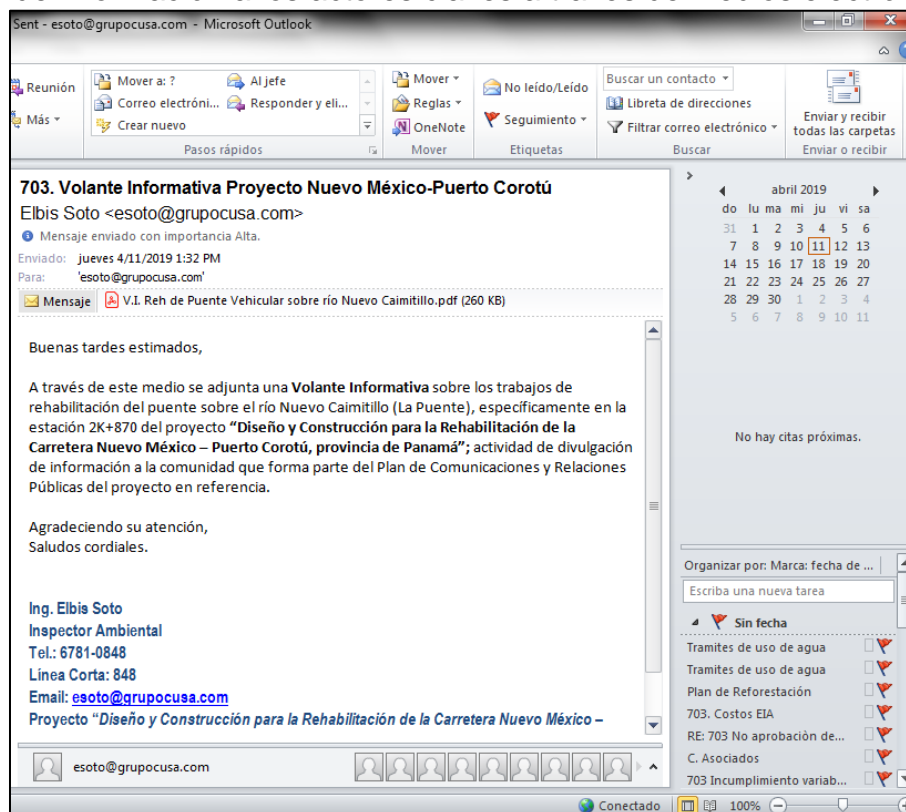 Sent - esoto@grupocusa.com - Microsoft Outlook
Reunión
Más
Mover a: ?
Al jefe
Correo electróni...
Responder y eli...
Crear nuevo
Pasos rápidos
Mover
Reglas
OneNote
Mover
No leído/Leído
Seguimiento
Etiquetas
Buscar un contacto
Libreta de direcciones
Filtrar correo electrónico
Buscar
Enviar y recibir
todas las carpetas
Enviar o recibir
703. Volante Informativa Proyecto Nuevo México-Puerto Corotú
Elbis Soto <esoto@grupocusa.com>
Mensaje enviado con importancia Alta.
Enviado: jueves 4/11/2019 1:32 PM
Para: 'esoto@grupocusa.com'
Mensaje
V.I. Reh de Puente Vehicular sobre río Nuevo Caimitillo.pdf (260 KB)
Buenas tardes estimados,
A través de este medio se adjunta una Volante Informativa sobre los trabajos de
rehabilitación del puente sobre el río Nuevo Caimitillo (La Puente), específicamente en la
estación 2K+870 del proyecto “Diseño y Construcción para la Rehabilitación de la
Carretera Nuevo México – Puerto Corotú, provincia de Panamá”; actividad de divulgación
de información a la comunidad que forma parte del Plan de Comunicaciones y Relaciones
Públicas del proyecto en referencia.
Agradeciendo su atención,
Saludos cordiales.
Ing. Elbis Soto
Inspector Ambiental
Tel.: 6781-0848
Línea Corta: 848
Email: esoto@grupocusa.com
Proyecto “Diseño y Construcción para la Rehabilitación de la Carretera Nuevo México –
esoto@grupocusa.com
abril 2019
do lu ma mi ju vi sa
31 1 2 3 4 5 6
7 8 9 10 11 12 13
14 15 16 17 18 19 20
21 22 23 24 25 26 27
28 29 30 1 2 3 4
5 6 7 8 9 10 11
No hay citas próximas.
Organizar por: Marca: fecha de ...
Escriba una nueva tarea
Sin fecha
Tramites de uso de agua
Tramites de uso de agua
Plan de Reforestación
703. Costos EIA
RE: 703 No aprobaciòn de...
C. Asociados
703 Incumplimiento variab...
Conectado
100%